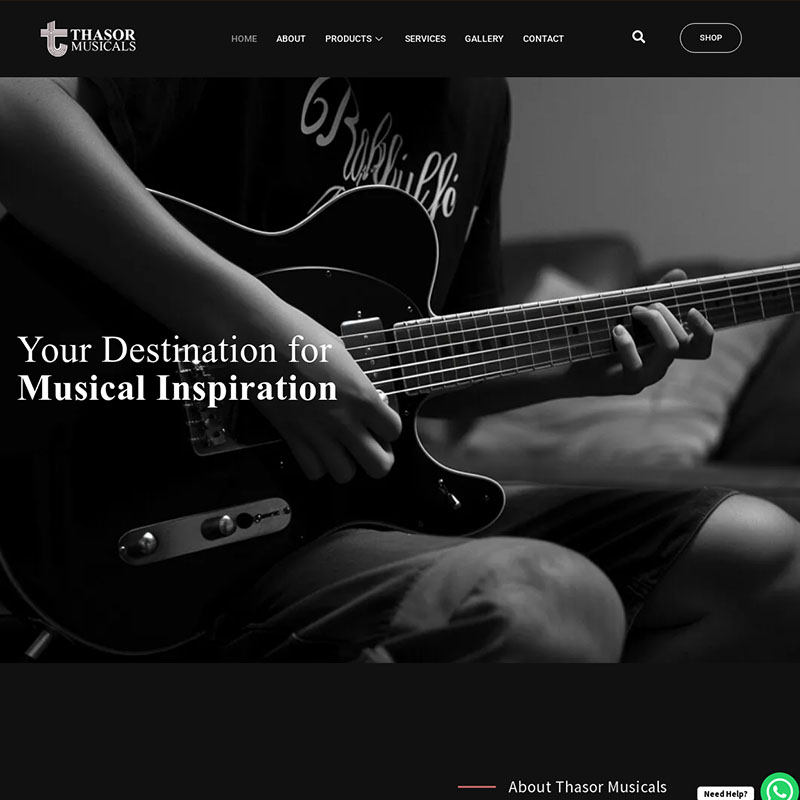 THASOR
MUSICALS
HOME
ABOUT
PRODUCTS
SERVICES
GALLERY
CONTACT
SHOP
Your Destination for
Musical Inspiration
About Thasor Musicals
Need Help?